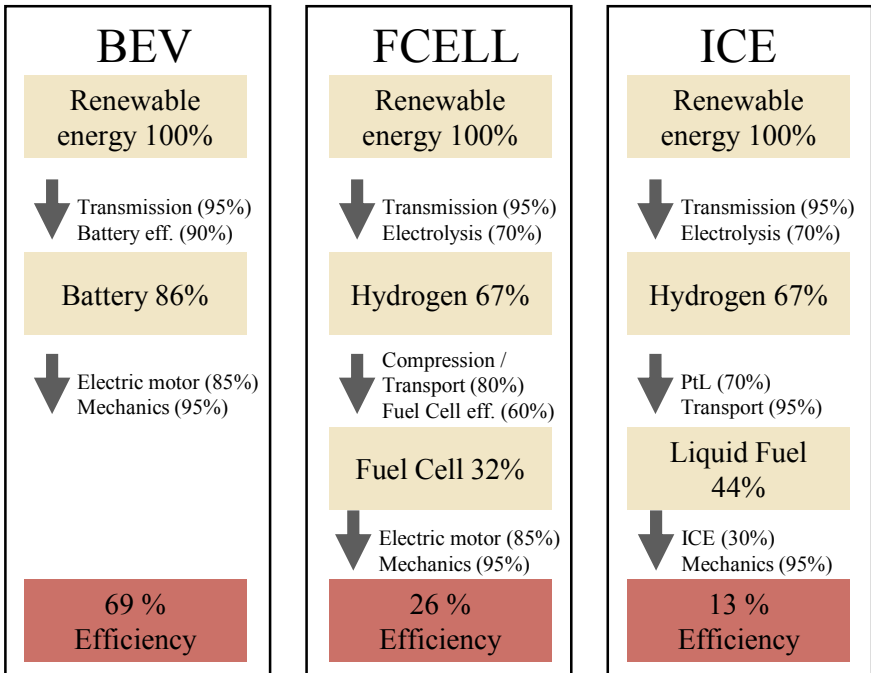 BEV
Renewable
energy 100%
Transmission (95%)
Battery eff. (90%)
Battery 86%
Electric motor (85%)
Mechanics (95%)
69 %
Efficiency
FCELL
Renewable
energy 100%
Transmission (95%)
Electrolysis (70%)
Hydrogen 67%
Compression /
Transport (80%)
Fuel Cell eff. (60%)
Fuel Cell 32%
Electric motor (85%)
Mechanics (95%)
26 %
Efficiency
ICE
Renewable
energy 100%
Transmission (95%)
Electrolysis (70%)
Hydrogen 67%
PtL (70%)
Transport (95%)
Liquid Fuel
44%
ICE (30%)
Mechanics (95%)
13 %
Efficiency